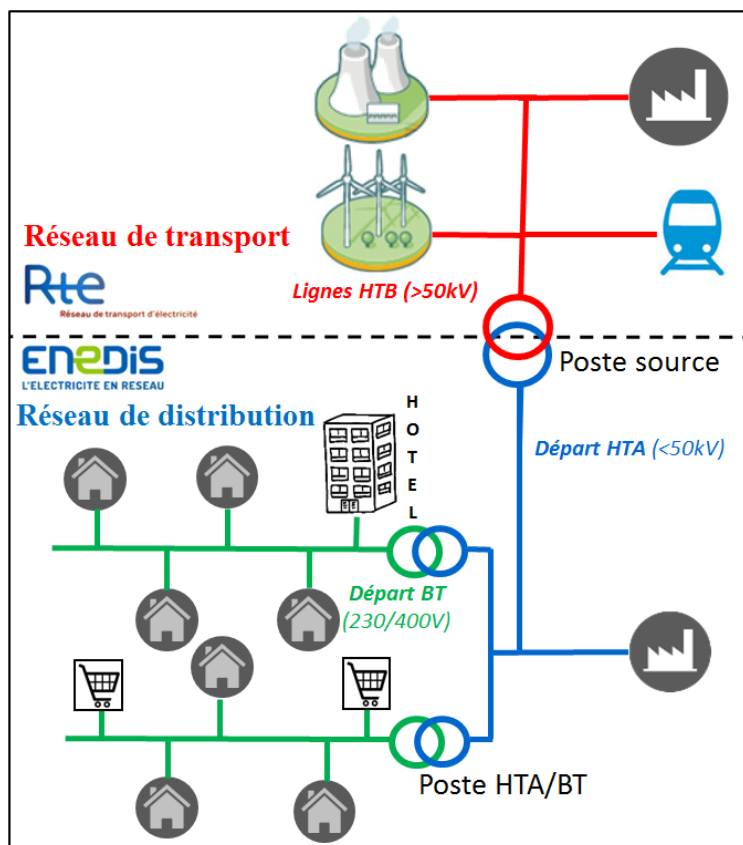 Réseau de transport
Lignes HTB (>50kV)
Rte
Réseau de transport d'électricité
Poste source
ENEDIS
L'ELECTRICITE EN RESEAU
Réseau de distribution
HOTEL
Départ HTA (<50kV)
Départ BT
(230/400V)
Poste HTA/BT